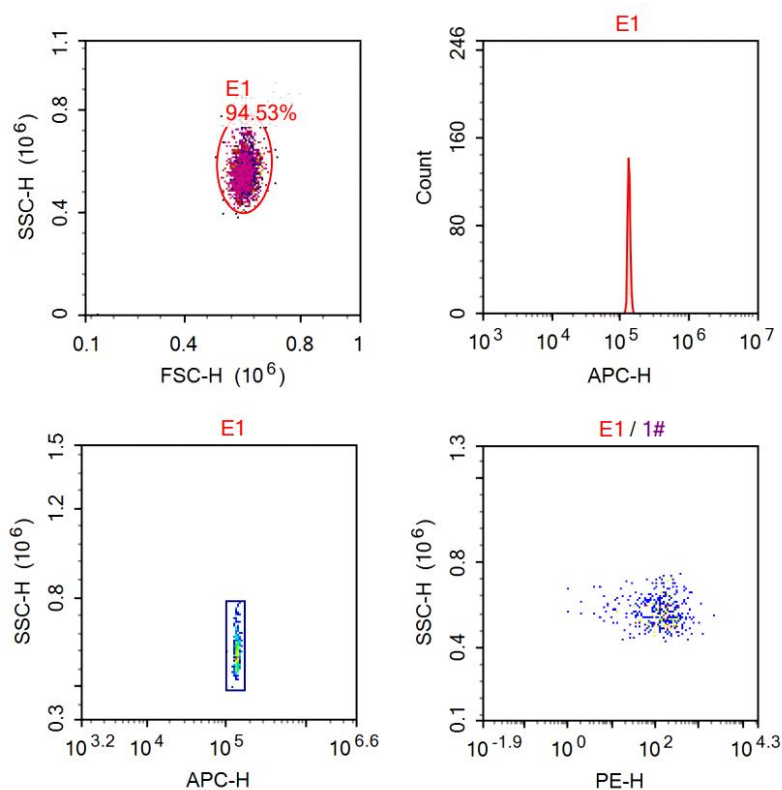 E1
94.53%
1.1
0.8
0.4
0
SSC-H (10^6)
0.1
0.4
0.8
1
FSC-H (10^6)
E1
246
160
80
0
Count
10^3
10^4
10^5
10^6
10^7
APC-H
E1
1.5
1.2
0.8
0.3
SSC-H (10^6)
10^3.2
10^4
10^5
10^6.6
APC-H
E1 / 1#
1.3
0.8
0.4
0.1
SSC-H (10^6)
10^-1.9
10^0
10^2
10^4.3
PE-H